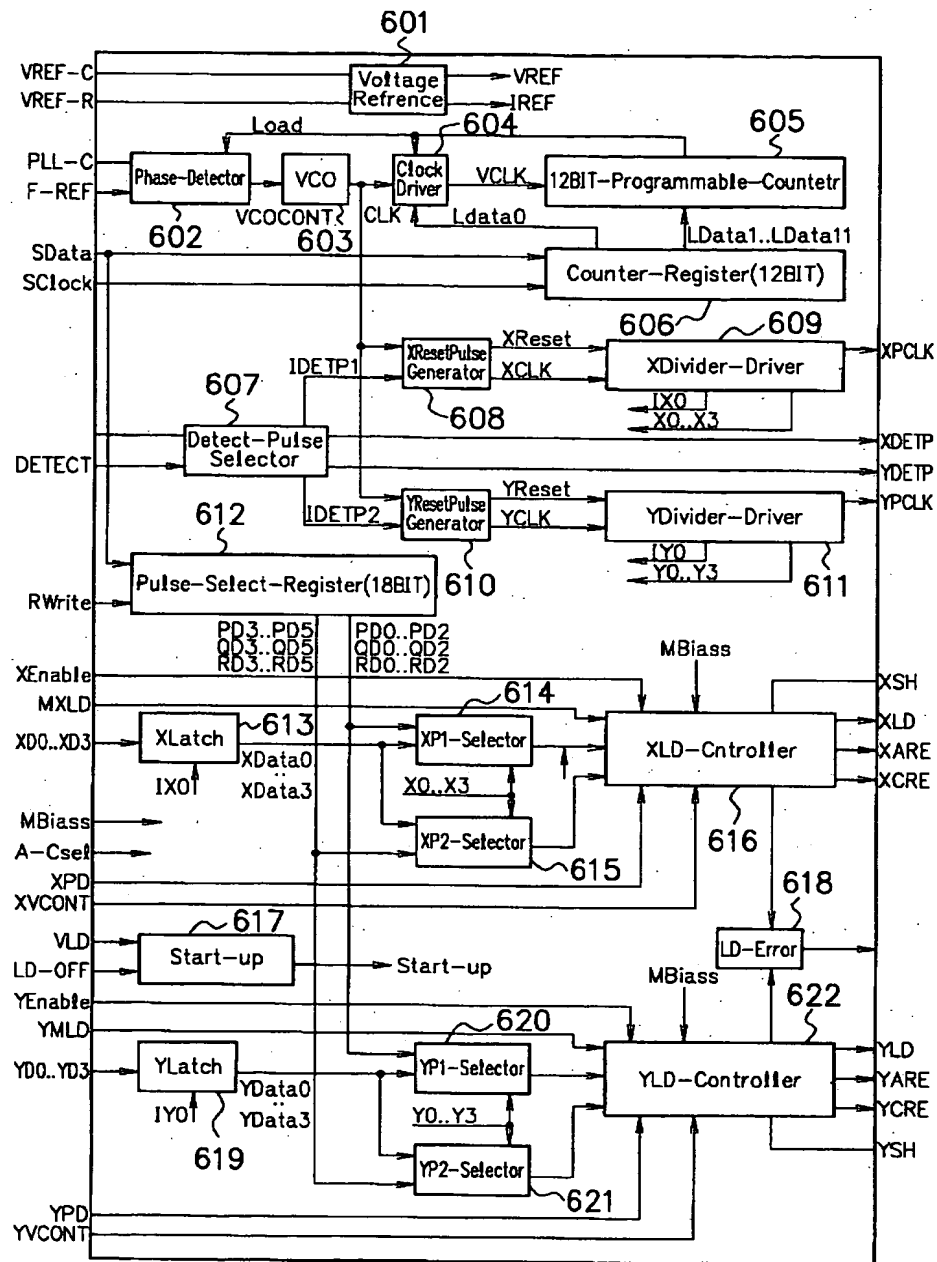 601
VREF-C
Voltage
Refrence
VREF
VREF-R
IREF
Load
604
605
PLL-C
F-REF
Phase-Detector
VCO
Clock
Driver
VCLK
12BIT-Programmable-Countetr
602
VCOCONT
603
CLK
Ldata0
LData1..LData11
SData
SClock
Counter-Register(12BIT)
606
609
XReset
IDETP1
XResetPulse
Generator
XCLK
XDivider-Driver
XPCLK
607
608
IX0
X0..X3
Detect-Pulse
Selector
XDETP
DETECT
YDETP
YReset
YPCLK
612
IDETP2
YResetPulse
Generator
YCLK
YDivider-Driver
610
IY0
Y0..Y3
611
Pulse-Select-Register(18BIT)
RWrite
PD3..PD5
QD3..QD5
RD3..RD5
PD0..PD2
QD0..QD2
RD0..RD2
MBiass
XEnable
614
XSH
MXLD
613
XD0..XD3
XLatch
XData0
..
XData3
XP1-Selector
XLD-Cntroller
XLD
XARE
XCRE
IX0
X0..X3
MBiass
XP2-Selector
616
A-Csel
615
XPD
618
XVCONT
617
VLD
LD-OFF
Start-up
Start-up
LD-Error
YEnable
MBiass
622
YMLD
620
YD0..YD3
YLatch
YData0
..
YData3
YP1-Selector
YLD-Controller
YLD
YARE
YCRE
IY0
Y0..Y3
YSH
619
YP2-Selector
621
YPD
YVCONT